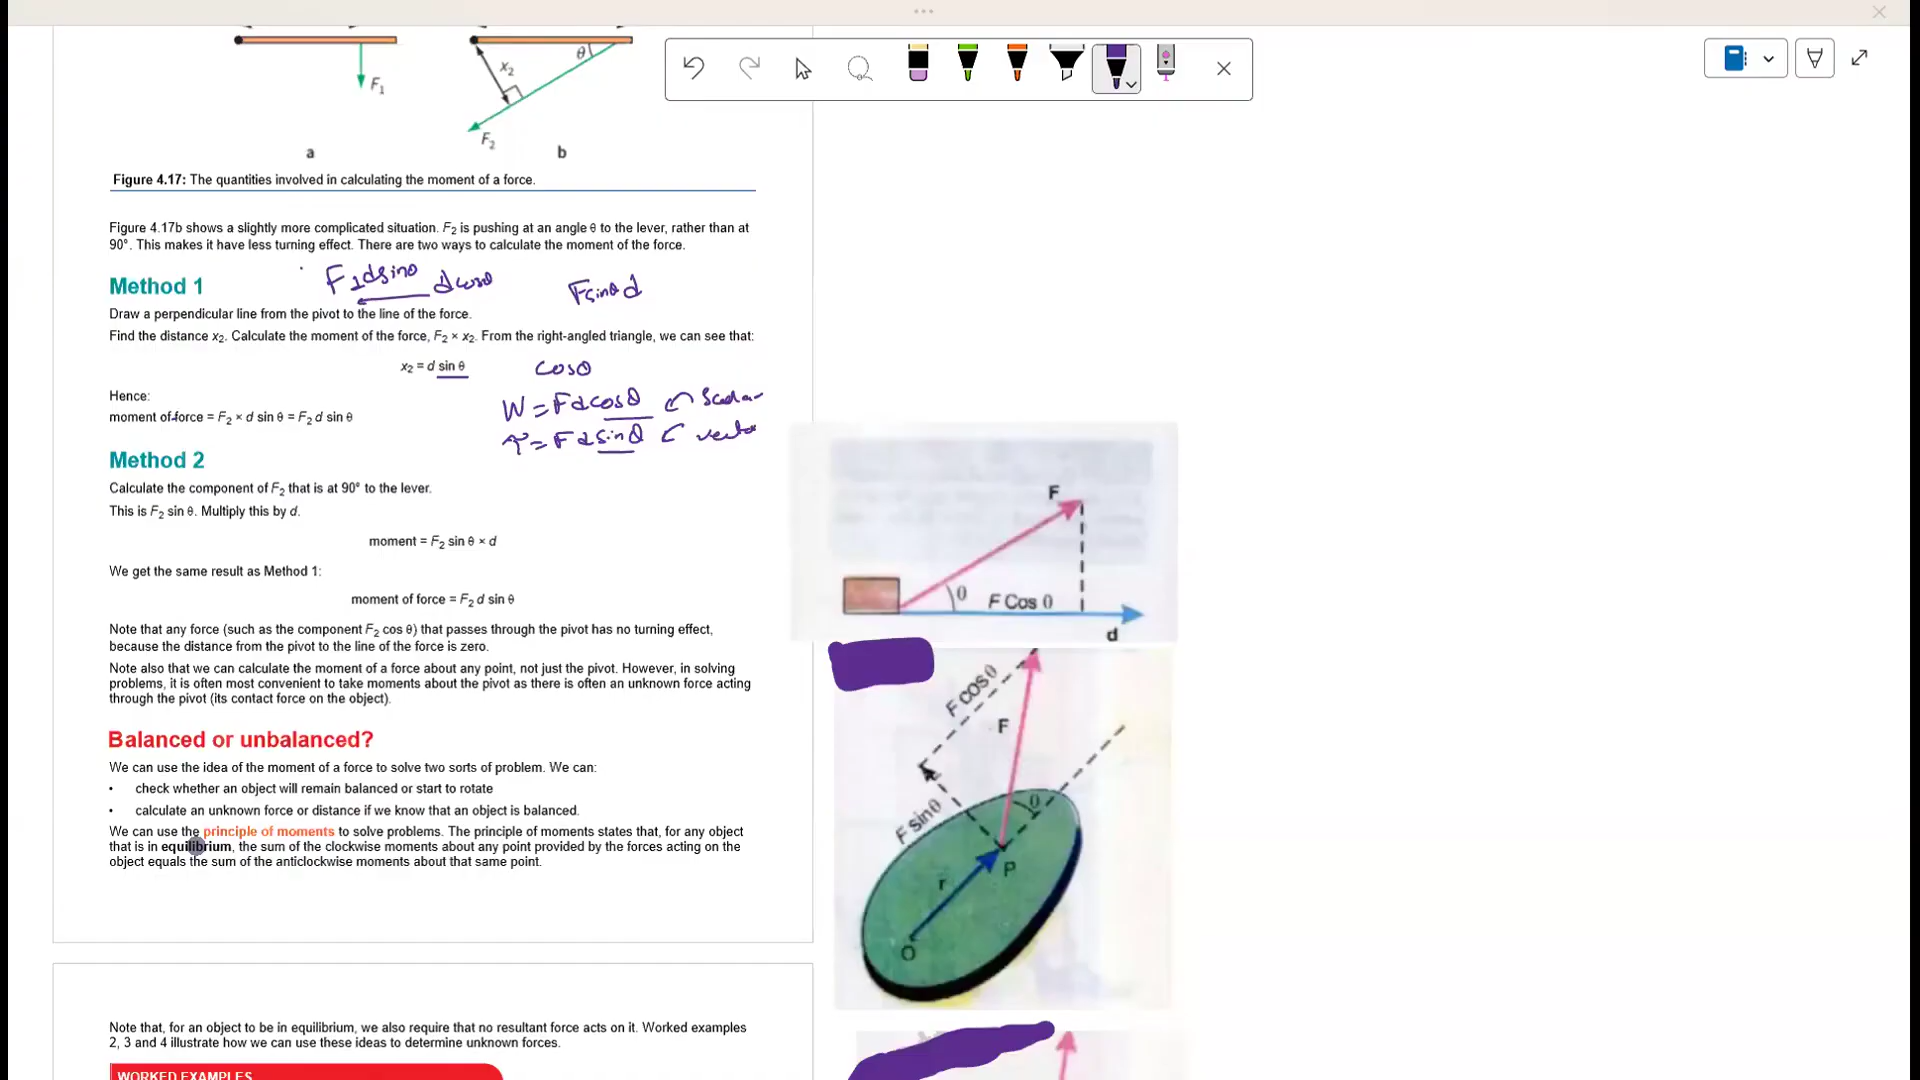 θ
x2
F1
F2
a
b
Figure 4.17: The quantities involved in calculating the moment of a force.
Figure 4.17b shows a slightly more complicated situation. F2 is pushing at an angle θ to the lever, rather than at
90°. This makes it have less turning effect. There are two ways to calculate the moment of the force.
Method 1
F2dsinθ
dcosθ
Fsinθ d
Draw a perpendicular line from the pivot to the line of the force.
Find the distance x2. Calculate the moment of the force, F2 × x2. From the right-angled triangle, we can see that:
x2 = d sin θ
cosθ
Hence:
W = Fdcosθ
moment of force = F2 × d sin θ = F2 d sin θ
τ = Fdsinθ
Method 2
Calculate the component of F2 that is at 90° to the lever.
This is F2 sin θ. Multiply this by d.
moment = F2 sin θ × d
We get the same result as Method 1:
moment of force = F2 d sin θ
Note that any force (such as the component F2 cos θ) that passes through the pivot has no turning effect,
because the distance from the pivot to the line of the force is zero.
Note also that we can calculate the moment of a force about any point, not just the pivot. However, in solving
problems, it is often most convenient to take moments about the pivot as there is often an unknown force acting
through the pivot (its contact force on the object).
Balanced or unbalanced?
We can use the idea of the moment of a force to solve two sorts of problem. We can:
• check whether an object will remain balanced or start to rotate
• calculate an unknown force or distance if we know that an object is balanced.
We can use the principle of moments to solve problems. The principle of moments states that, for any object
that is in equilibrium, the sum of the clockwise moments about any point provided by the forces acting on the
object equals the sum of the anticlockwise moments about that same point.
Note that, for an object to be in equilibrium, we also require that no resultant force acts on it. Worked examples
2, 3 and 4 illustrate how we can use these ideas to determine unknown forces.
WORKED EXAMPLES
F
θ
F Cos θ
d
F cosθ
F
θ
F sinθ
P
r
O